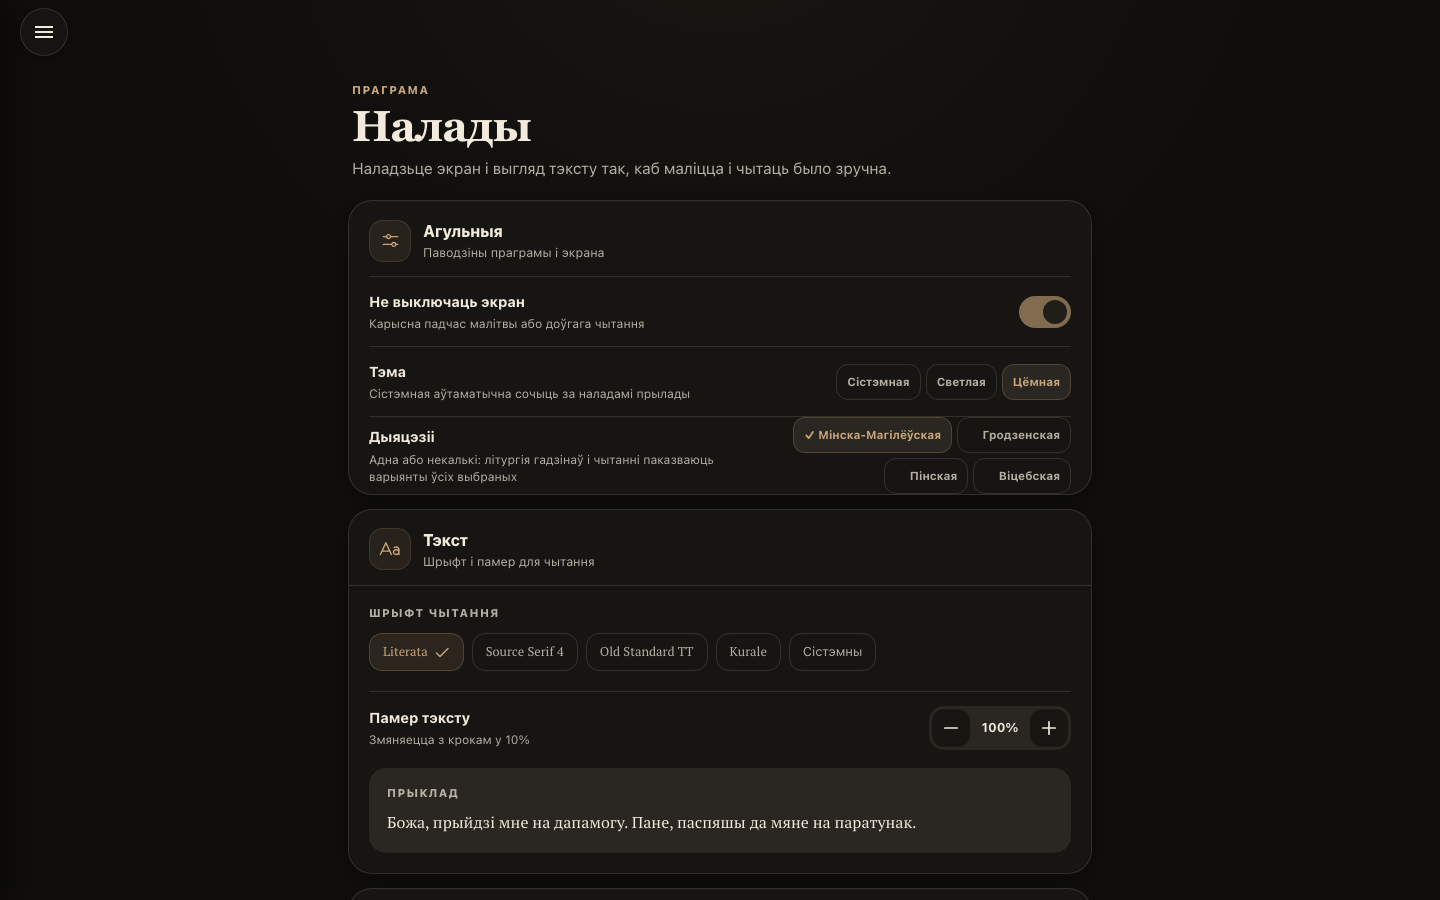 ПРАГРАМА
Налады
Наладзьце экран і выгляд тэксту так, каб маліцца і чытаць было зручна.
Агульныя
Паводзіны праграмы і экрана
Не выключаць экран
Карысна падчас малітвы або доўгага чытання
Тэма
Сістэмная аўтаматычна сочыць за наладамі прылады
Сістэмная
Светлая
Цёмная
Дыяцэзіі
Адна або некалькі: літургія гадзінаў і чытанні паказваюць
варыянты ўсіх выбраных
Мінска-Магілёўская
Гродзенская
Пінская
Віцебская
Aa
Тэкст
Шрыфт і памер для чытання
ШРЫФТ ЧЫТАННЯ
Literata
Source Serif 4
Old Standard TT
Kurale
Сістэмны
Памер тэксту
Змяняецца з крокам у 10%
100%
ПРЫКЛАД
Божа, прыйдзі мне на дапамогу. Пане, паспяшы да мяне на паратунак.